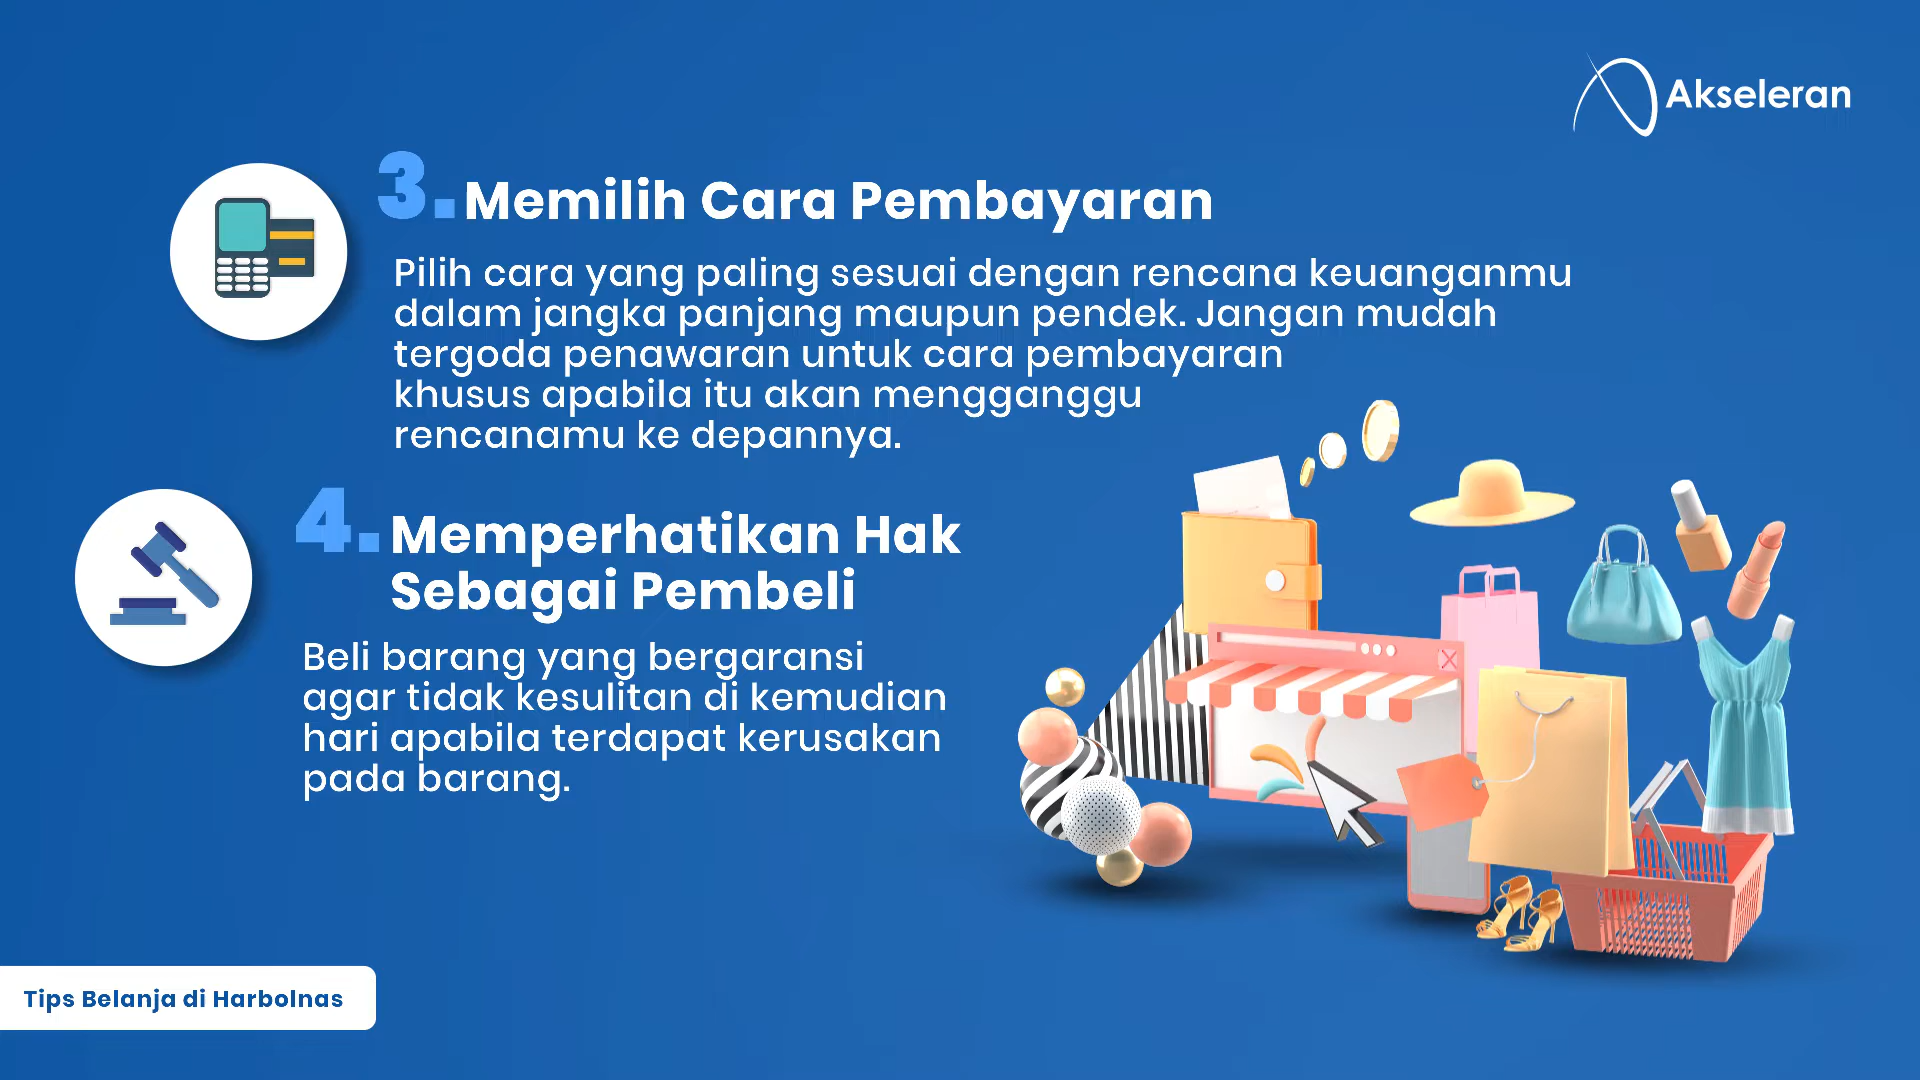 Akseleran
3. Memilih Cara Pembayaran
Pilih cara yang paling sesuai dengan rencana keuanganmu
dalam jangka panjang maupun pendek. Jangan mudah
tergoda penawaran untuk cara pembayaran
khusus apabila itu akan mengganggu
rencanamu ke depannya.
4. Memperhatikan Hak
Sebagai Pembeli
Beli barang yang bergaransi
agar tidak kesulitan di kemudian
hari apabila terdapat kerusakan
pada barang.
Tips Belanja di Harbolnas